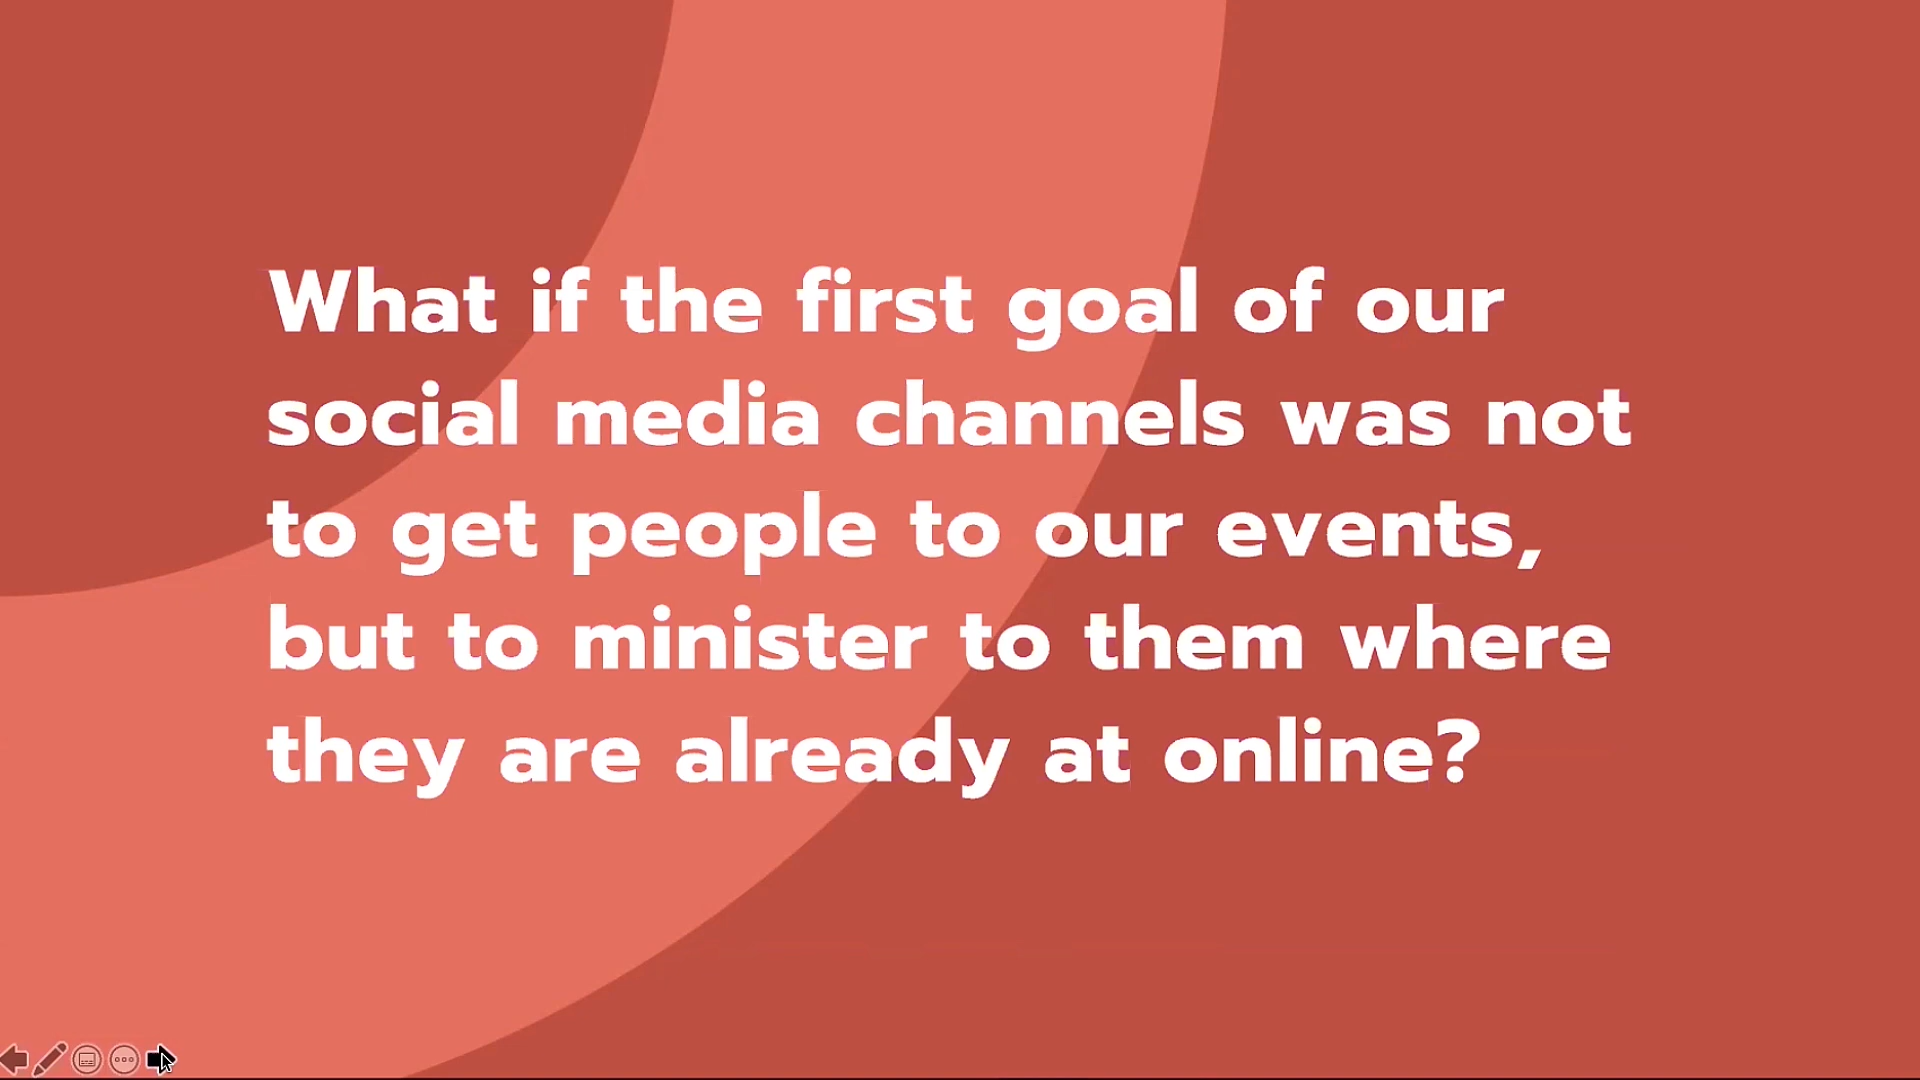 What if the first goal of our
social media channels was not
to get people to our events,
but to minister to them where
they are already at online?